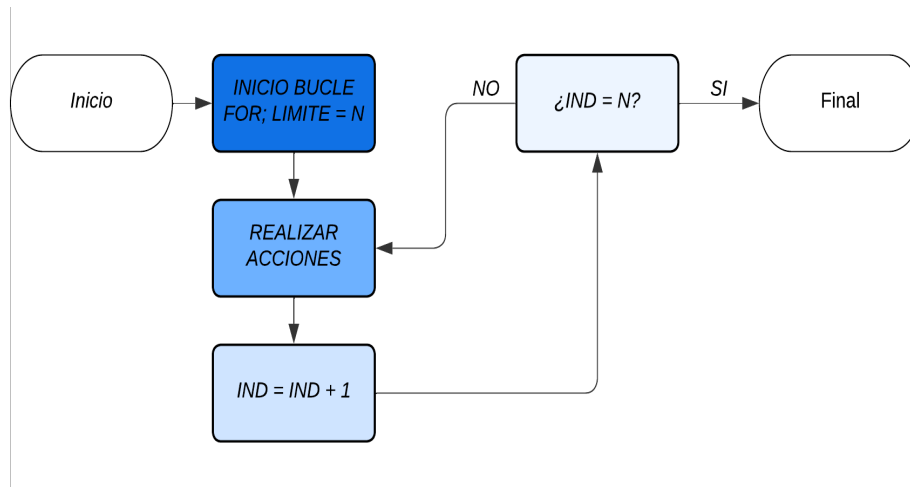 Inicio
INICIO BUCLE
FOR; LIMITE = N
NO
¿IND = N?
SI
Final
REALIZAR
ACCIONES
IND = IND + 1